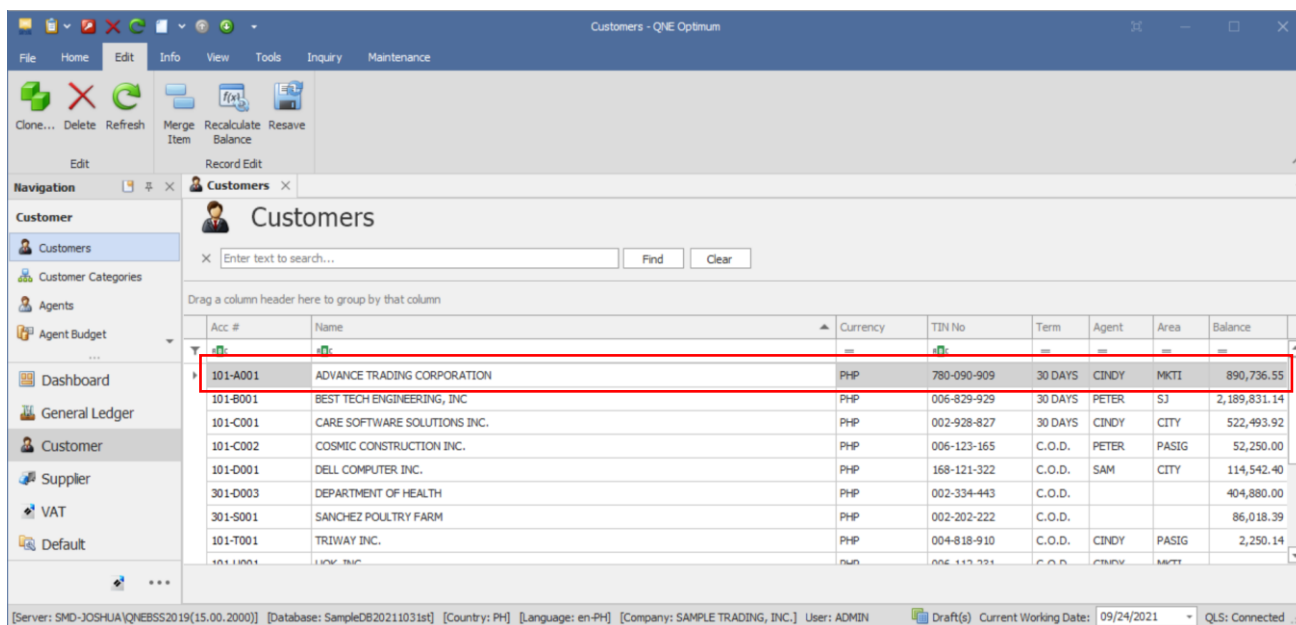 Customers - QNE Optimum
File Home Edit Info View Tools Inquiry Maintenance
Clone... Delete Refresh Merge Item Recalculate Balance Resave
Edit Record Edit
Navigation
Customers
Customer
Customers
Customer Categories
Agents
Agent Budget
...
Dashboard
General Ledger
Customer
Supplier
VAT
Default
Customers
Enter text to search... Find Clear
Drag a column header here to group by that column
Acc # Name Currency TIN No Term Agent Area Balance
101-A001 ADVANCE TRADING CORPORATION PHP 780-090-909 30 DAYS CINDY MKTI 890,736.55
101-B001 BEST TECH ENGINEERING, INC PHP 006-829-929 30 DAYS PETER SJ 2,189,831.14
101-C001 CARE SOFTWARE SOLUTIONS INC. PHP 002-928-827 30 DAYS CINDY CITY 522,493.92
101-C002 COSMIC CONSTRUCTION INC. PHP 006-123-165 C.O.D. PETER PASIG 52,250.00
101-D001 DELL COMPUTER INC. PHP 168-121-322 C.O.D. SAM CITY 114,542.40
301-D003 DEPARTMENT OF HEALTH PHP 002-334-443 C.O.D. 404,880.00
301-S001 SANCHEZ POULTRY FARM PHP 002-202-222 C.O.D. 86,018.39
101-T001 TRIWAY INC. PHP 004-818-910 C.O.D. CINDY PASIG 2,250.14
[Server: SMD-JOSHUA\QNEBSS2019(15.00.2000)] [Database: SampleDB20211031st] [Country: PH] [Language: en-PH] [Company: SAMPLE TRADING, INC.] User: ADMIN Draft(s) Current Working Date: 09/24/2021 QLS: Connected